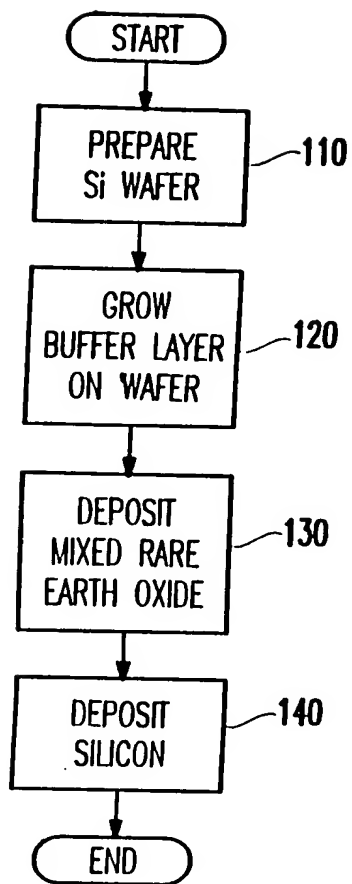 START
PREPARE
Si WAFER
110
GROW
BUFFER LAYER
ON WAFER
120
DEPOSIT
MIXED RARE
EARTH OXIDE
130
DEPOSIT
SILICON
140
END